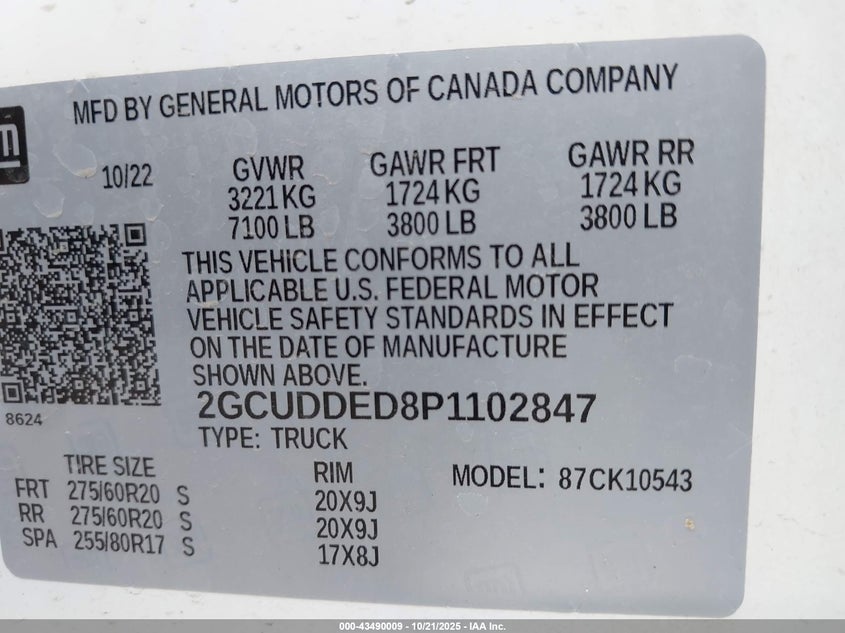 MFD BY GENERAL MOTORS OF CANADA COMPANY
m
10/22
GVWR GAWR FRT GAWR RR
3221 KG 1724 KG 1724 KG
7100 LB 3800 LB 3800 LB
THIS VEHICLE CONFORMS TO ALL
APPLICABLE U.S. FEDERAL MOTOR
VEHICLE SAFETY STANDARDS IN EFFECT
ON THE DATE OF MANUFACTURE
SHOWN ABOVE.
8624
2GCUDDED8P1102847
TYPE: TRUCK
TIRE SIZE RIM MODEL: 87CK10543
FRT 275/60R20 S 20X9J
RR 275/60R20 S 20X9J
SPA 255/80R17 S 17X8J
000-43490009 - 10/21/2025 - IAA Inc.